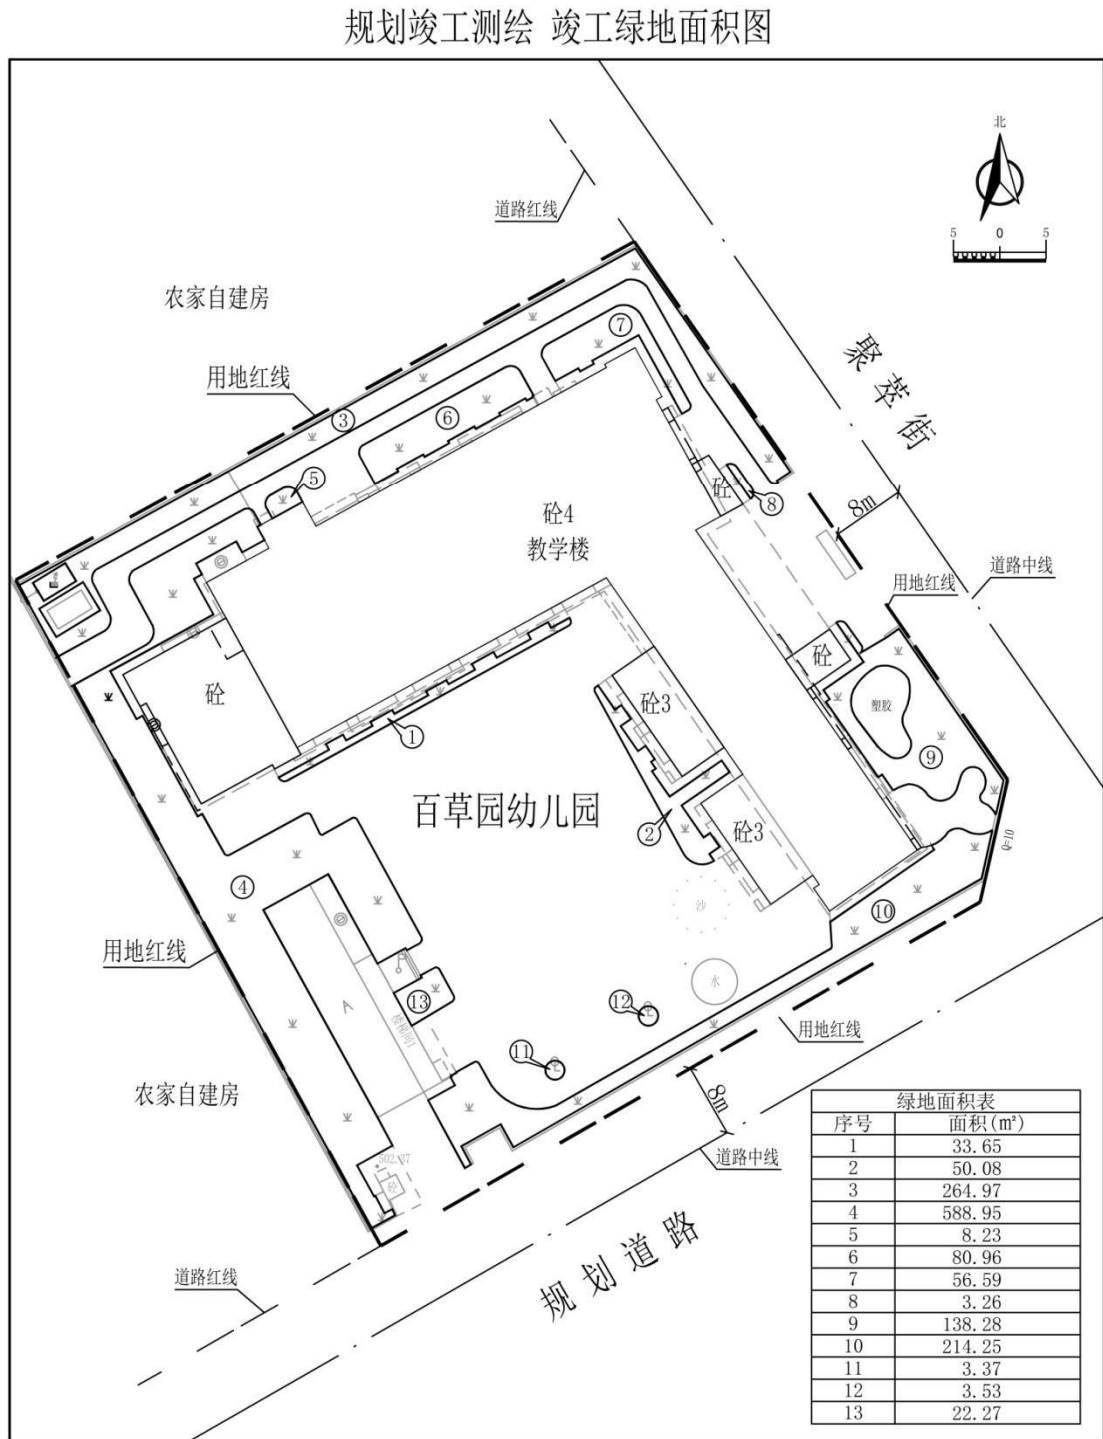 规划竣工测绘 竣工绿地面积图
北
道路红线
5 0 5
农家自建房
聚萃街
用地红线
⑦
③
⑥
⑤
砼
⑧
8m
砼4
教学楼
道路中线
用地红线
砼
砼
塑胶
砼3
①
⑨
百草园幼儿园
②
砼3
Q=10
④
沙
⑩
用地红线
水
⑬
⑫
A
楼梯间1
用地红线
⑪
农家自建房
8m
道路中线
502.37
砼
规划道路
道路红线
绿地面积表
序号 面积(m²)
1 33.65
2 50.08
3 264.97
4 588.95
5 8.23
6 80.96
7 56.59
8 3.26
9 138.28
10 214.25
11 3.37
12 3.53
13 22.27